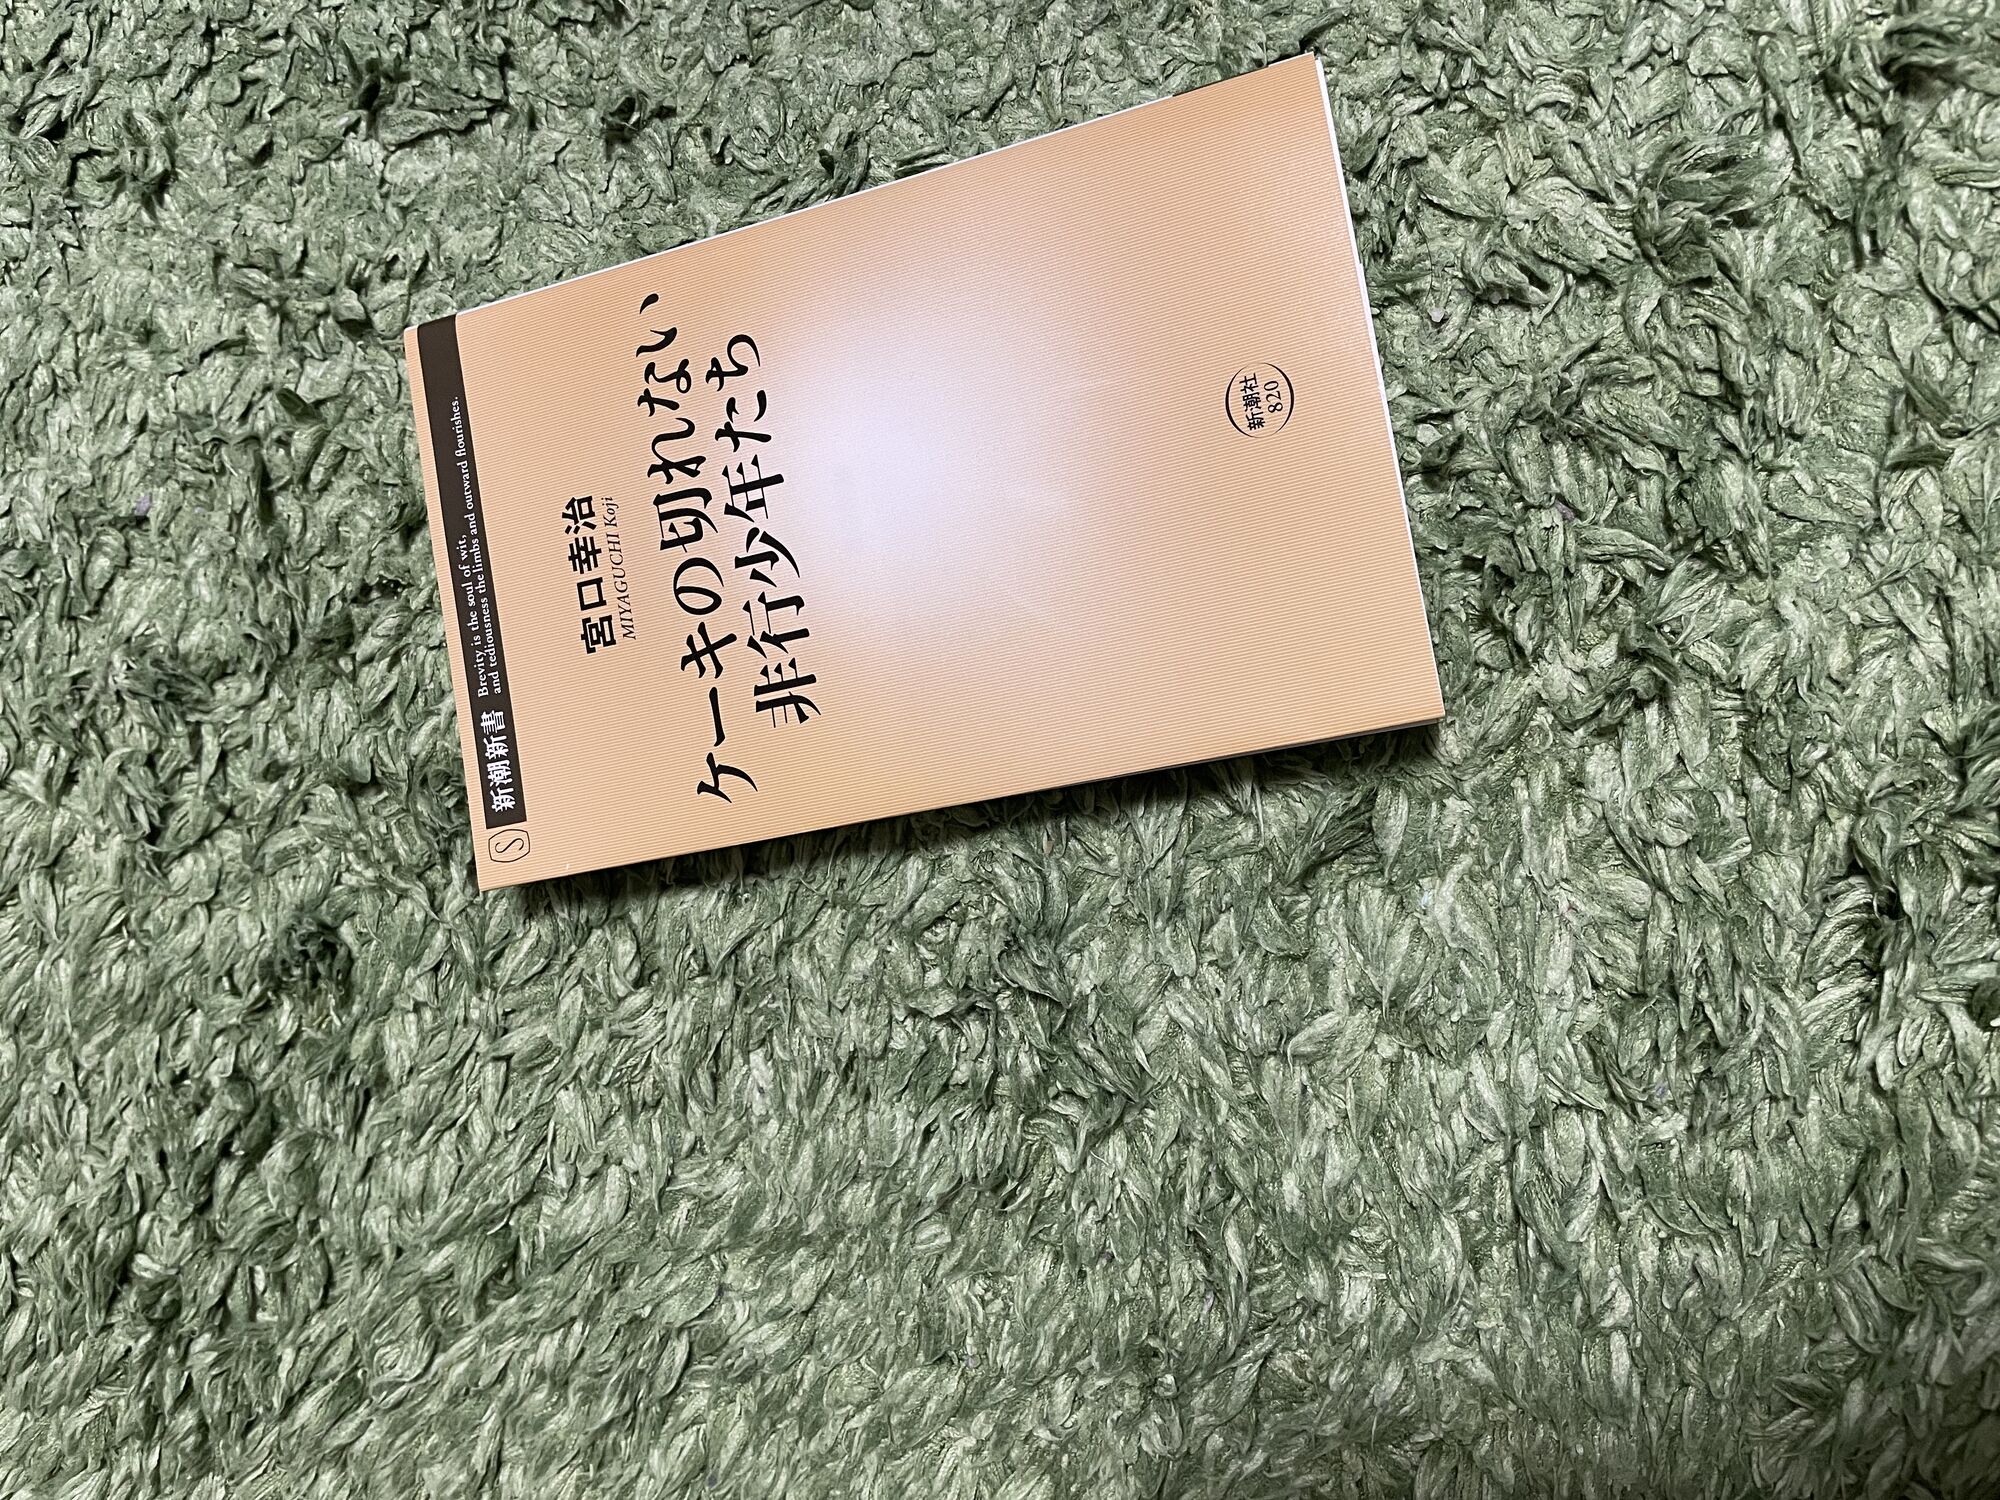 新潮新書
Brevity is the soul of wit,
and tediousness the limbs and outward flourishes.
宮口幸治
MIYAGUCHI Koji
ケーキの切れない
非行少年たち
新潮社
820